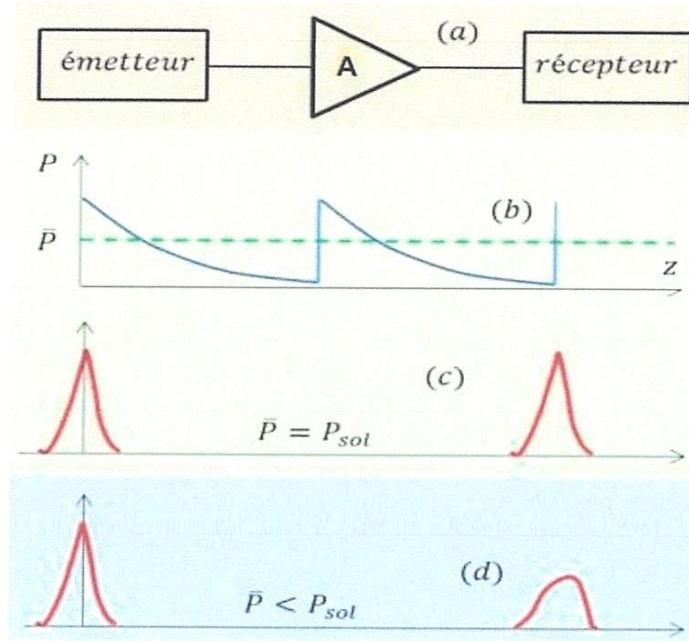 (a)
émetteur A récepteur
P
(b)
P̄
z
(c)
P̄ = P_sol
(d)
P̄ < P_sol